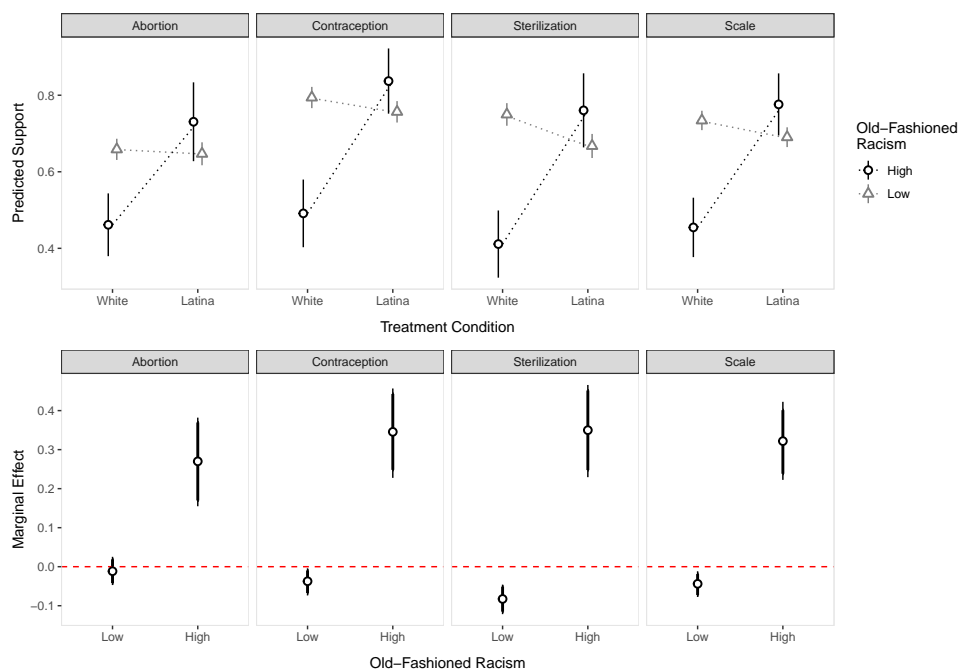 Abortion Contraception Sterilization Scale
Predicted Support
0.8
0.6
0.4
White Latina White Latina White Latina White Latina
Treatment Condition
Old−Fashioned
Racism
High
Low
Abortion Contraception Sterilization Scale
Marginal Effect
0.4
0.3
0.2
0.1
0.0
−0.1
Low High Low High Low High Low High
Old−Fashioned Racism